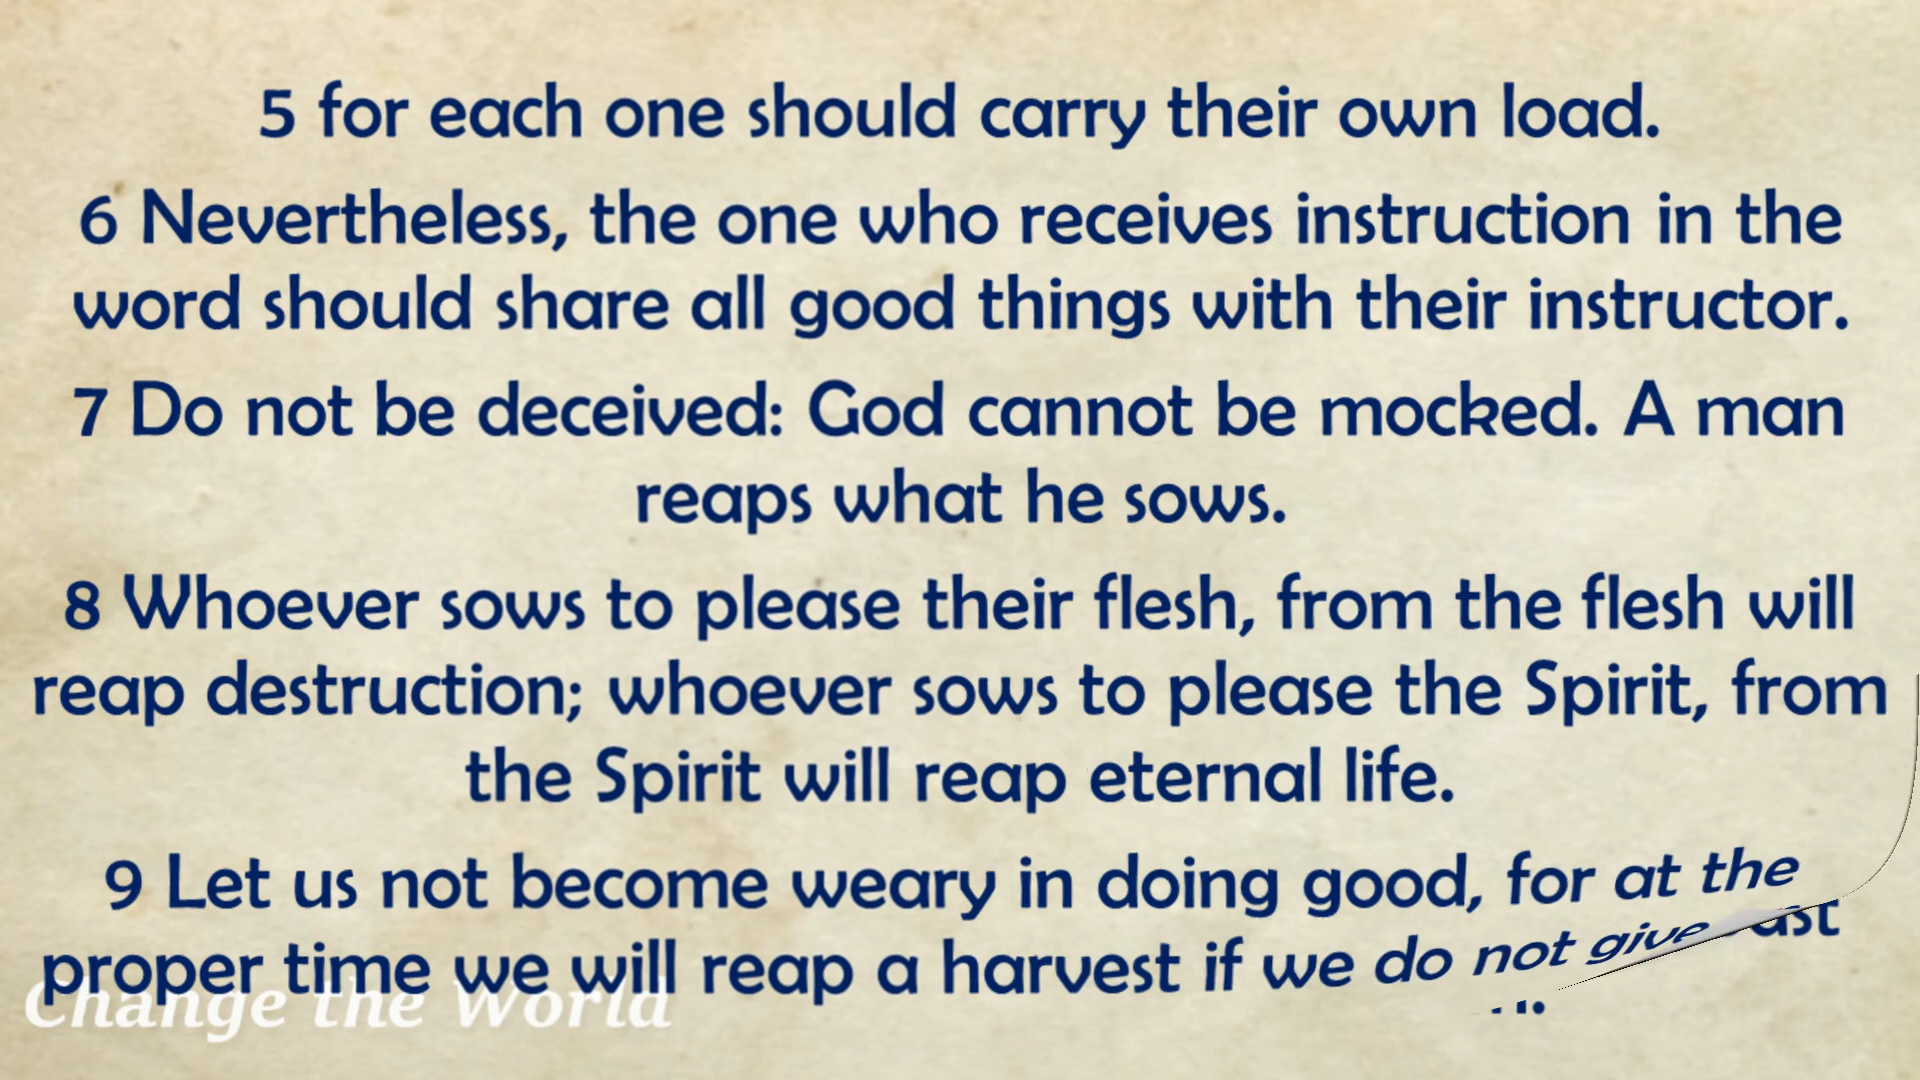 5 for each one should carry their own load.
6 Nevertheless, the one who receives instruction in the
word should share all good things with their instructor.
7 Do not be deceived: God cannot be mocked. A man
reaps what he sows.
8 Whoever sows to please their flesh, from the flesh will
reap destruction; whoever sows to please the Spirit, from
the Spirit will reap eternal life.
9 Let us not become weary in doing good, for at the
proper time we will reap a harvest if we do not give
Change the World